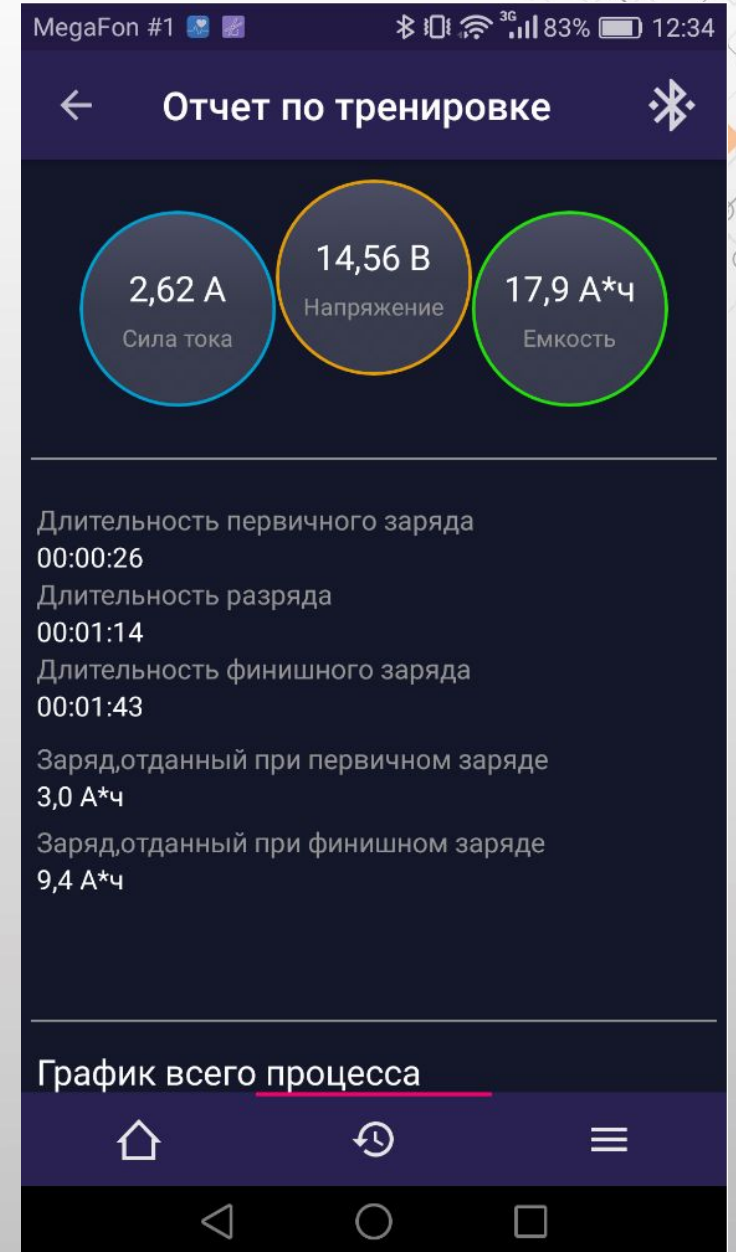 MegaFon #1 3G 83% 12:34
Отчет по тренировке
14,56 В
Напряжение
2,62 А
Сила тока
17,9 А*ч
Емкость
Длительность первичного заряда
00:00:26
Длительность разряда
00:01:14
Длительность финишного заряда
00:01:43
Заряд,отданный при первичном заряде
3,0 А*ч
Заряд,отданный при финишном заряде
9,4 А*ч
График всего процесса